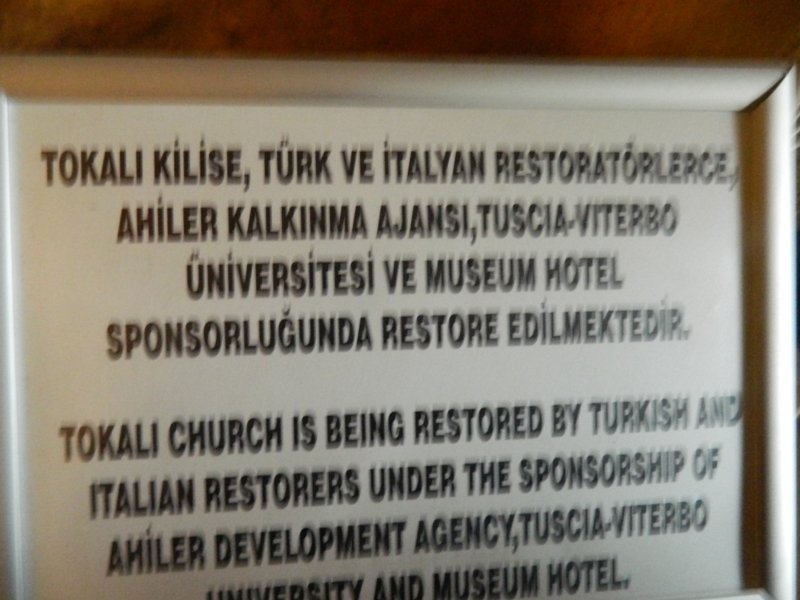 TOKALI KİLİSE, TÜRK VE İTALYAN RESTORATÖRLERCE,
AHİLER KALKINMA AJANSI,TUSCIA-VITERBO
ÜNİVERSİTESİ VE MUSEUM HOTEL
SPONSORLUĞUNDA RESTORE EDİLMEKTEDİR.
TOKALI CHURCH IS BEING RESTORED BY TURKISH AND
ITALIAN RESTORERS UNDER THE SPONSORSHIP OF
AHİLER DEVELOPMENT AGENCY,TUSCIA-VITERBO
UNIVERSITY AND MUSEUM HOTEL.